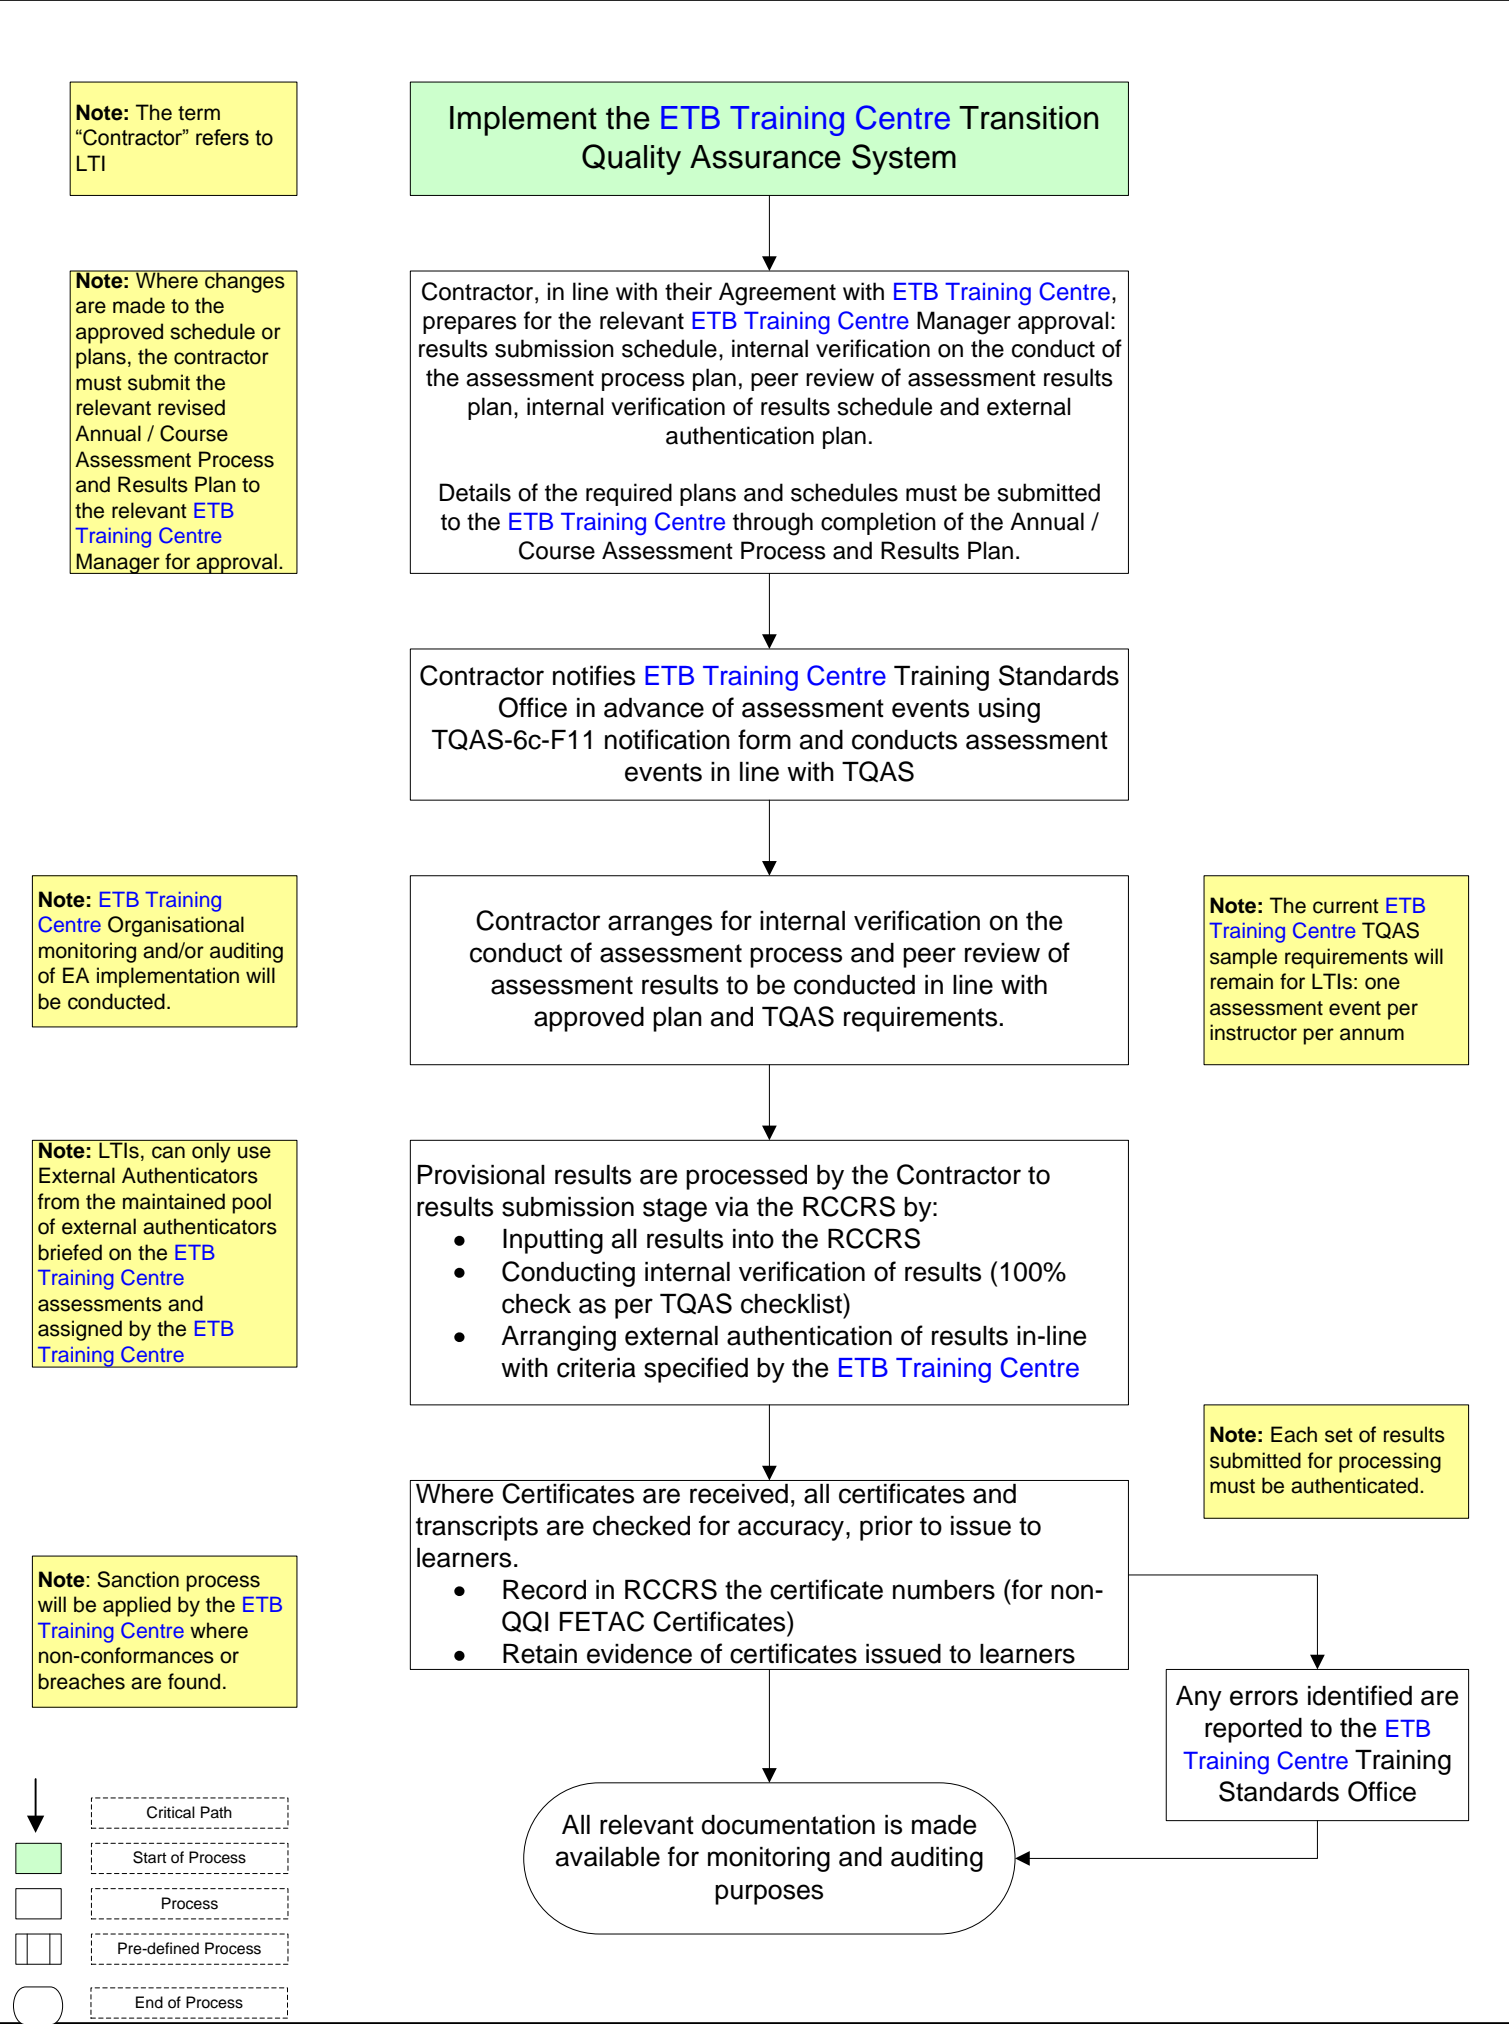 Note: The term
“Contractor” refers to
LTI
Implement the ETB Training Centre Transition
Quality Assurance System
Note: Where changes
are made to the
approved schedule or
plans, the contractor
must submit the
relevant revised
Annual / Course
Assessment Process
and Results Plan to
the relevant ETB
Training Centre
Manager for approval.
Contractor, in line with their Agreement with ETB Training Centre,
prepares for the relevant ETB Training Centre Manager approval:
results submission schedule, internal verification on the conduct of
the assessment process plan, peer review of assessment results
plan, internal verification of results schedule and external
authentication plan.
Details of the required plans and schedules must be submitted
to the ETB Training Centre through completion of the Annual /
Course Assessment Process and Results Plan.
Contractor notifies ETB Training Centre Training Standards
Office in advance of assessment events using
TQAS-6c-F11 notification form and conducts assessment
events in line with TQAS
Note: ETB Training
Centre Organisational
monitoring and/or auditing
of EA implementation will
be conducted.
Contractor arranges for internal verification on the
conduct of assessment process and peer review of
assessment results to be conducted in line with
approved plan and TQAS requirements.
Note: The current ETB
Training Centre TQAS
sample requirements will
remain for LTIs: one
assessment event per
instructor per annum
Note: LTIs, can only use
External Authenticators
from the maintained pool
of external authenticators
briefed on the ETB
Training Centre
assessments and
assigned by the ETB
Training Centre
Provisional results are processed by the Contractor to
results submission stage via the RCCRS by:
• Inputting all results into the RCCRS
• Conducting internal verification of results (100%
check as per TQAS checklist)
• Arranging external authentication of results in-line
with criteria specified by the ETB Training Centre
Note: Each set of results
submitted for processing
must be authenticated.
Where Certificates are received, all certificates and
transcripts are checked for accuracy, prior to issue to
learners.
• Record in RCCRS the certificate numbers (for non-
QQI FETAC Certificates)
• Retain evidence of certificates issued to learners
Note: Sanction process
will be applied by the ETB
Training Centre where
non-conformances or
breaches are found.
Any errors identified are
reported to the ETB
Training Centre Training
Standards Office
All relevant documentation is made
available for monitoring and auditing
purposes
Critical Path
Start of Process
Process
Pre-defined Process
End of Process